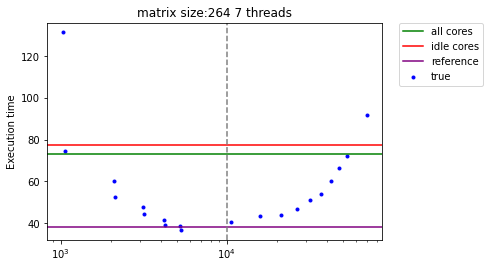 matrix size:264 7 threads
Execution time
120
100
80
60
40
10³
10⁴
all cores
idle cores
reference
true